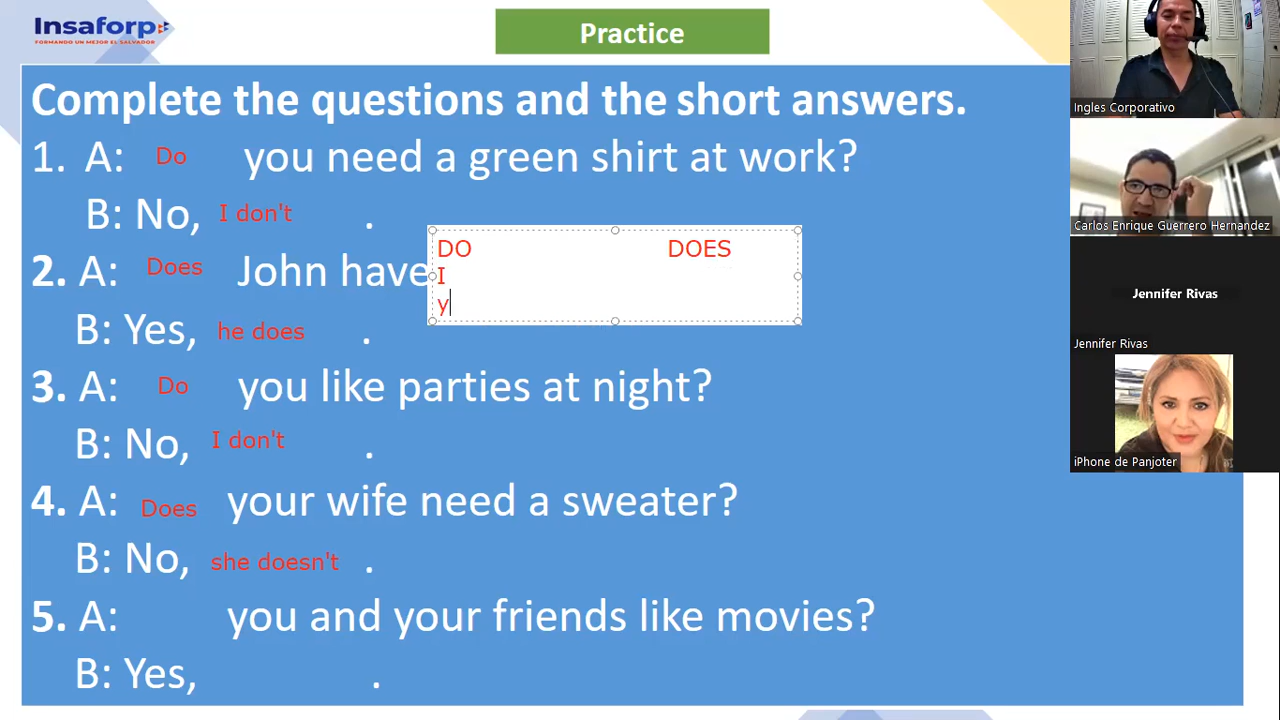 Insaforp
FORMANDO UN MEJOR EL SALVADOR
Practice
Complete the questions and the short answers.
1. A: Do you need a green shirt at work?
B: No, I don't .
2. A: Does John have
B: Yes, he does .
3. A: Do you like parties at night?
B: No, I don't .
4. A: Does your wife need a sweater?
B: No, she doesn't .
5. A: you and your friends like movies?
B: Yes, .
DO DOES
I
y
Ingles Corporativo
Carlos Enrique Guerrero Hernandez
Jennifer Rivas
Jennifer Rivas
iPhone de Panjoter